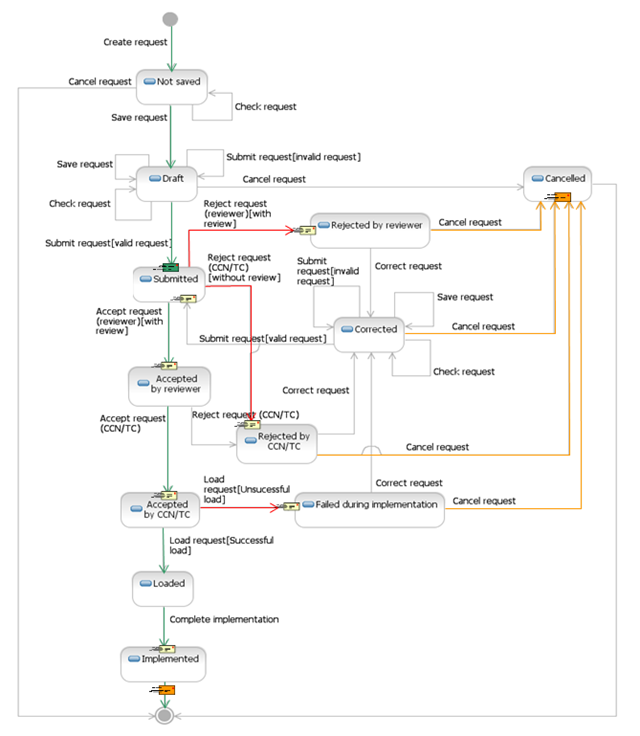 Create request
Cancel request
Not saved
Check request
Save request
Save request
Submit request[invalid request]
Draft
Cancel request
Cancelled
Check request
Reject request
(reviewer)[with
review]
Rejected by reviewer
Cancel request
Submit request[valid request]
Reject request
(CCN/TC)
[without review]
Submit
request[invalid
request]
Correct request
Submitted
Save request
Accept request
(reviewer)[with
review]
Submit request[valid request]
Corrected
Cancel request
Check request
Accepted
by reviewer
Correct request
Accept request
(CCN/TC)
Reject request (CCN/TC)
Rejected by
CCN/TC
Cancel request
Load
request[Unsucessful
load]
Correct request
Accepted
by CCN/TC
Failed during implementation
Cancel request
Load request[Successful
load]
Loaded
Complete implementation
Implemented